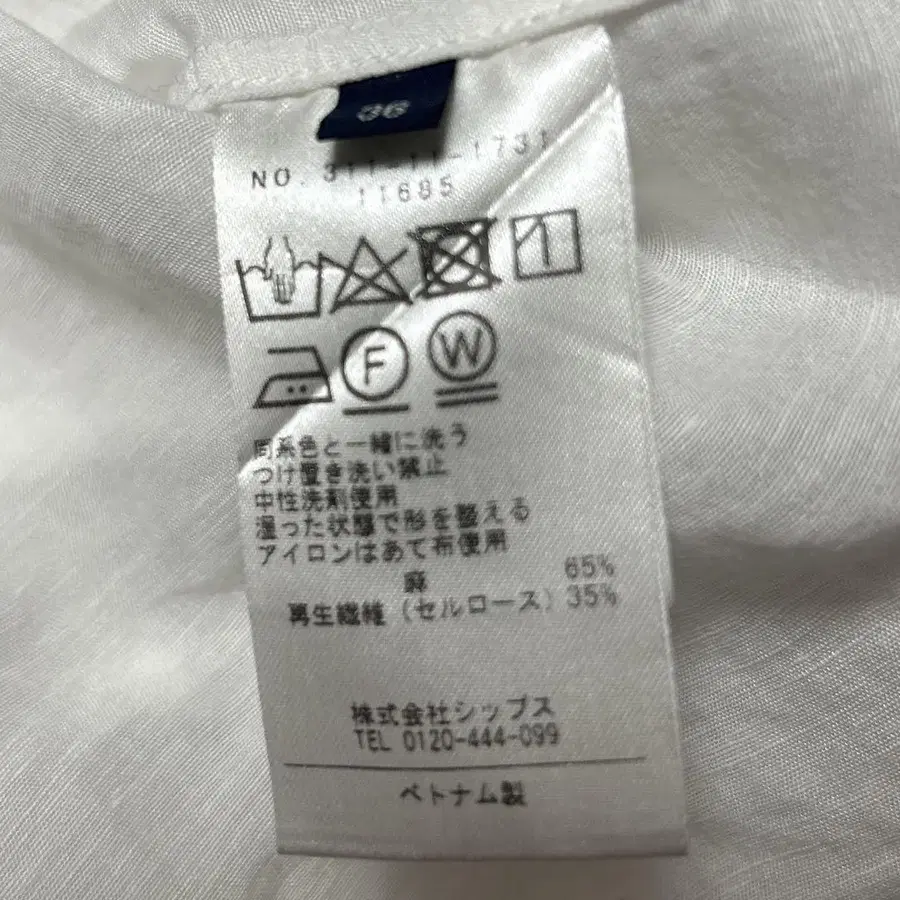 36
NO. 311-11-1731
11685
F W
同系色と一緒に洗う
つけ置き洗い禁止
中性洗剤使用
湿った状態で形を整える
アイロンはあて布使用
麻 65%
再生繊維（セルロース）35%
株式会社シップス
TEL 0120-444-099
ベトナム製